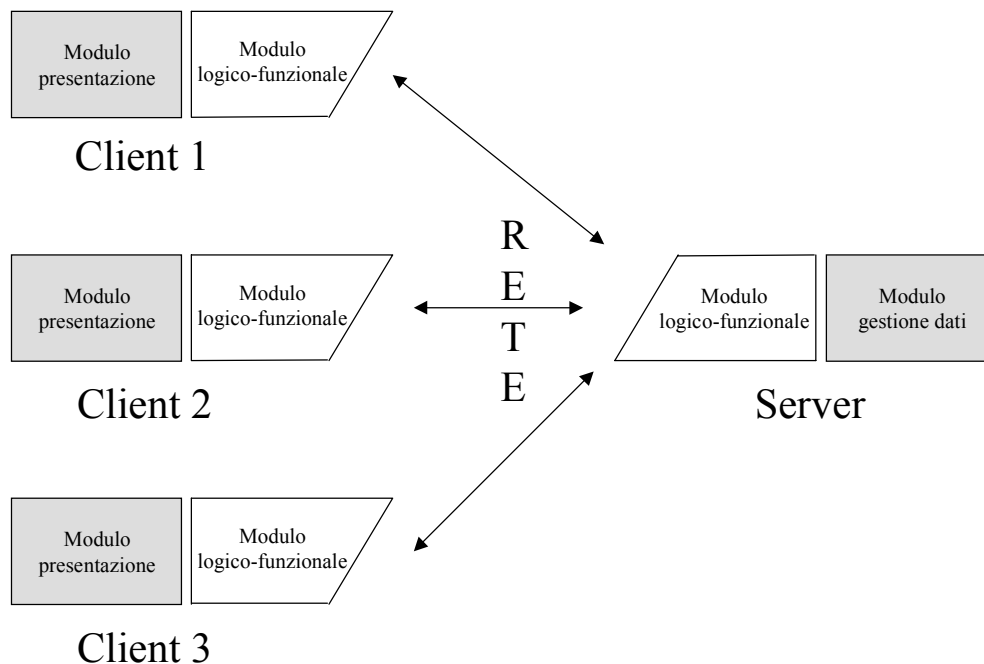 Modulo
presentazione
Modulo
logico-funzionale
Client 1
R
E
T
E
Modulo
presentazione
Modulo
logico-funzionale
Client 2
Modulo
logico-funzionale
Modulo
gestione dati
Server
Modulo
presentazione
Modulo
logico-funzionale
Client 3